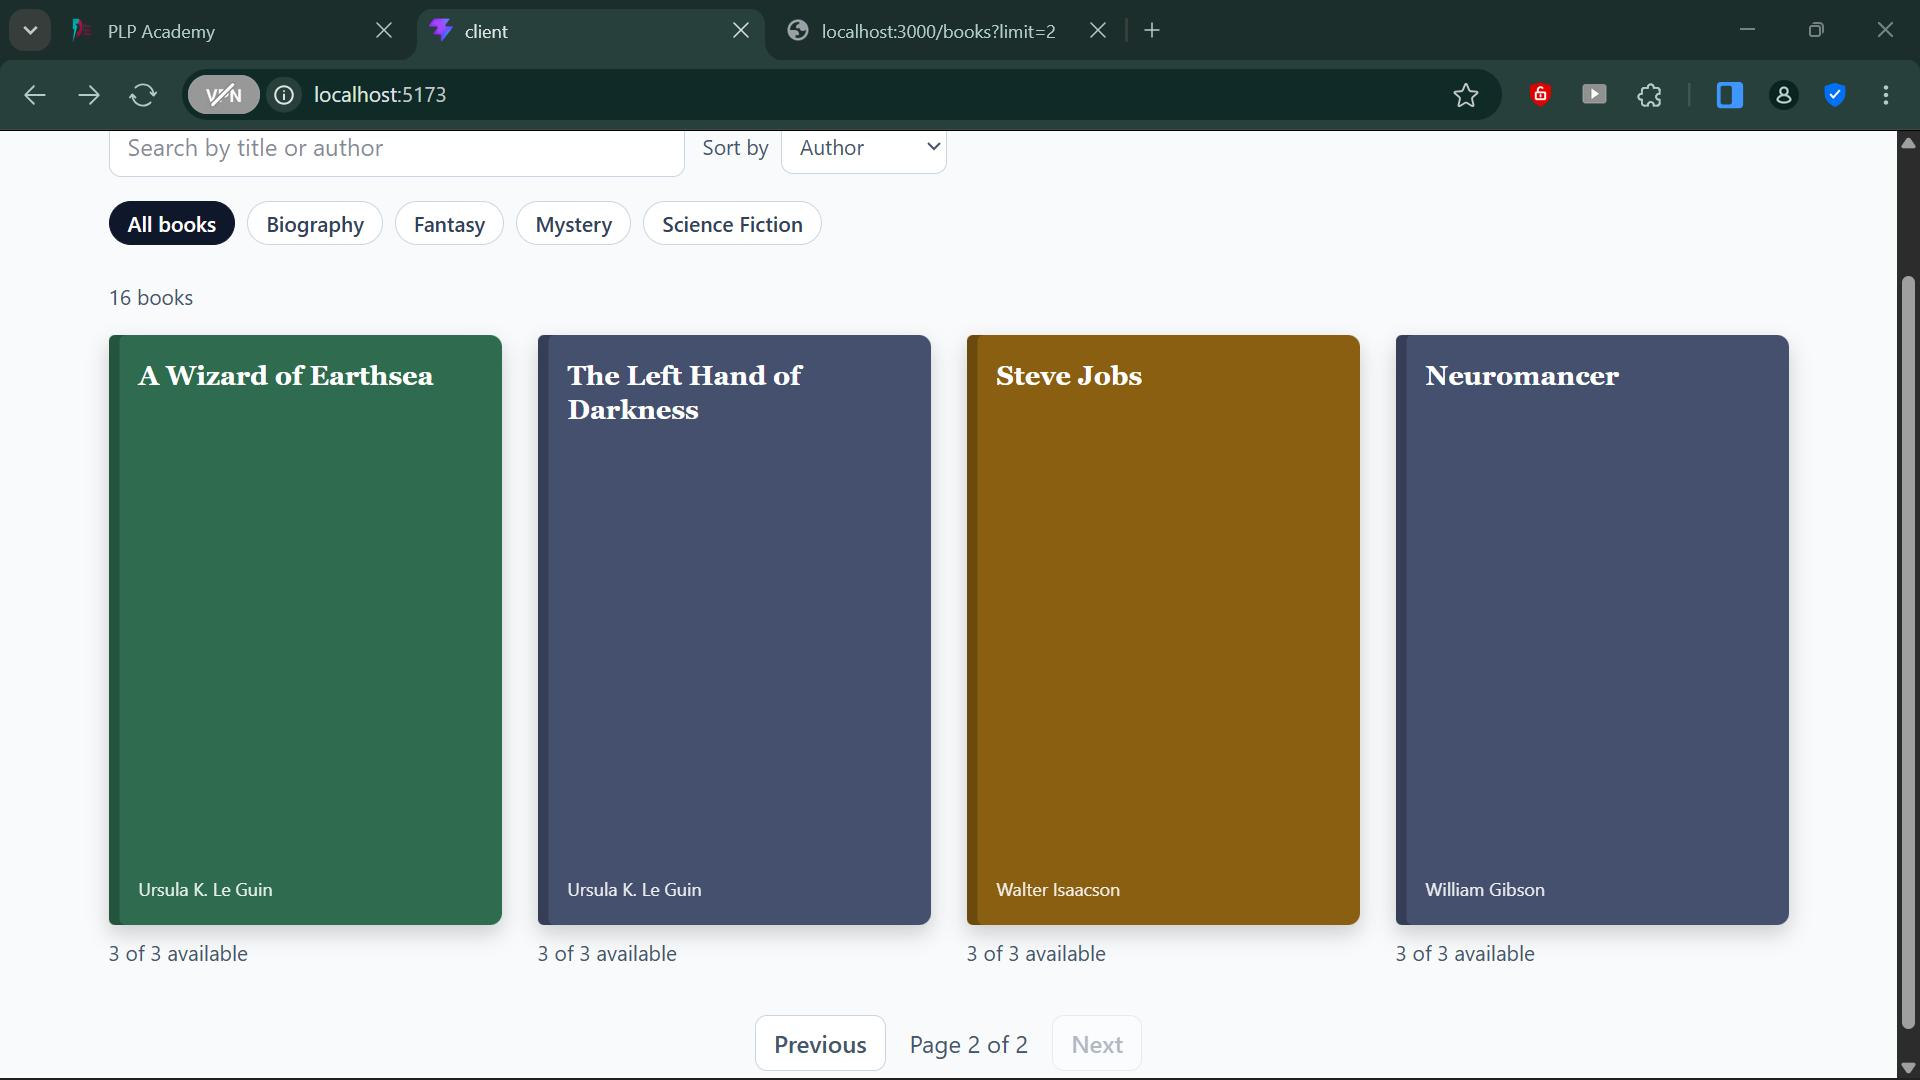 PLP Academy
client
localhost:3000/books?limit=2
VPN
localhost:5173
Search by title or author
Sort by
Author
All books
Biography
Fantasy
Mystery
Science Fiction
16 books
A Wizard of Earthsea
Ursula K. Le Guin
3 of 3 available
The Left Hand of
Darkness
Ursula K. Le Guin
3 of 3 available
Steve Jobs
Walter Isaacson
3 of 3 available
Neuromancer
William Gibson
3 of 3 available
Previous
Page 2 of 2
Next